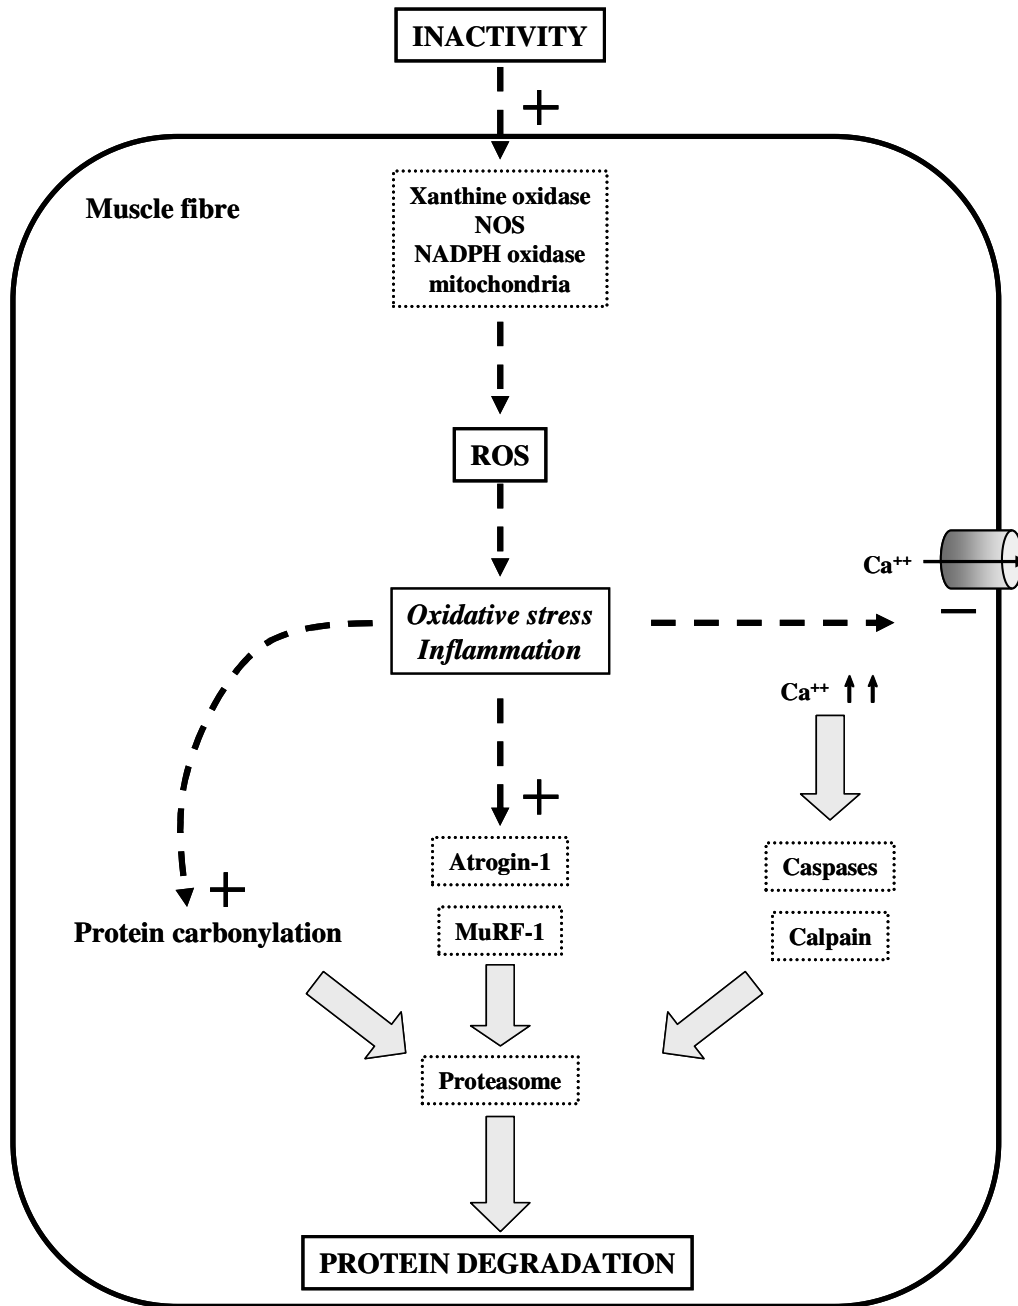 INACTIVITY
+
Muscle fibre
Xanthine oxidase
NOS
NADPH oxidase
mitochondria
ROS
Ca⁺⁺
Oxidative stress
Inflammation
−
Ca⁺⁺
+
Atrogin-1
Caspases
+
Protein carbonylation
MuRF-1
Calpain
Proteasome
PROTEIN DEGRADATION